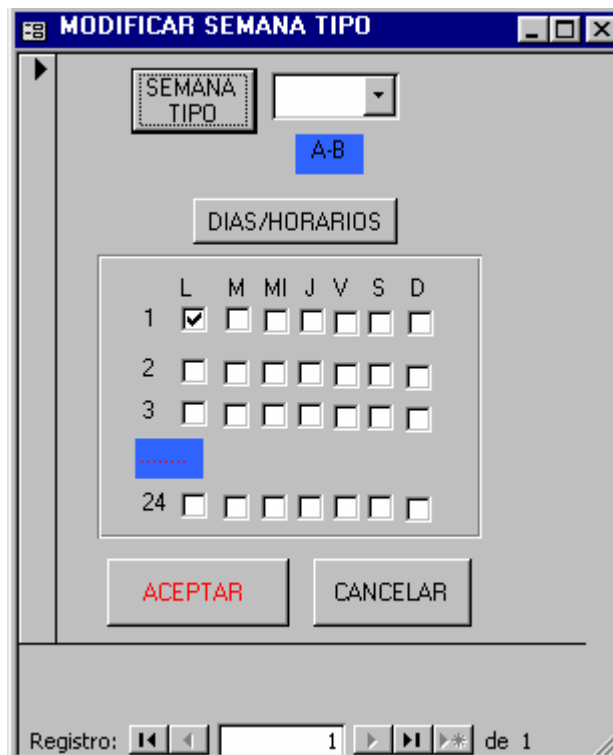 MODIFICAR SEMANA TIPO
SEMANA
TIPO
A-B
DIAS/HORARIOS
L M MI J V S D
1
2
3
........
24
ACEPTAR CANCELAR
Registro: 1 de 1